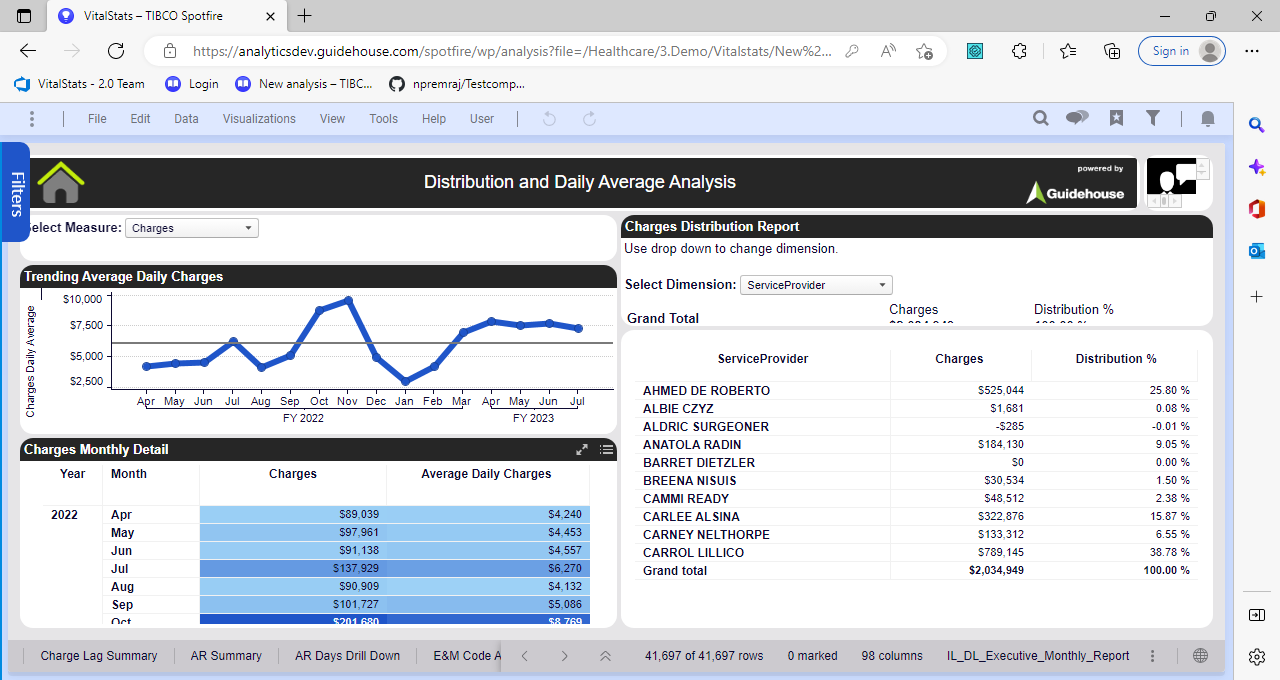 VitalStats – TIBCO Spotfire
https://analyticsdev.guidehouse.com/spotfire/wp/analysis?file=/Healthcare/3.Demo/Vitalstats/New%2...
Sign in
VitalStats - 2.0 Team
Login
New analysis – TIBC...
npremraj/Testcomp...
File Edit Data Visualizations View Tools Help User
Filters
Distribution and Daily Average Analysis
powered by
Guidehouse
Select Measure: Charges
Trending Average Daily Charges
Charges Daily Average
$10,000
$7,500
$5,000
$2,500
Apr May Jun Jul Aug Sep Oct Nov Dec Jan Feb Mar Apr May Jun Jul
FY 2022 FY 2023
Charges Monthly Detail
Year Month Charges Average Daily Charges
2022 Apr $89,039 $4,240
May $97,961 $4,453
Jun $91,138 $4,557
Jul $137,929 $6,270
Aug $90,909 $4,132
Sep $101,727 $5,086
Oct $201,680 $8,769
Charges Distribution Report
Use drop down to change dimension.
Select Dimension: ServiceProvider
Charges Distribution %
Grand Total
ServiceProvider Charges Distribution %
AHMED DE ROBERTO $525,044 25.80 %
ALBIE CZYZ $1,681 0.08 %
ALDRIC SURGEONER -$285 -0.01 %
ANATOLA RADIN $184,130 9.05 %
BARRET DIETZLER $0 0.00 %
BREENA NISUIS $30,534 1.50 %
CAMMI READY $48,512 2.38 %
CARLEE ALSINA $322,876 15.87 %
CARNEY NELTHORPE $133,312 6.55 %
CARROL LILLICO $789,145 38.78 %
Grand total $2,034,949 100.00 %
Charge Lag Summary AR Summary AR Days Drill Down E&M Code A 41,697 of 41,697 rows 0 marked 98 columns IL_DL_Executive_Monthly_Report